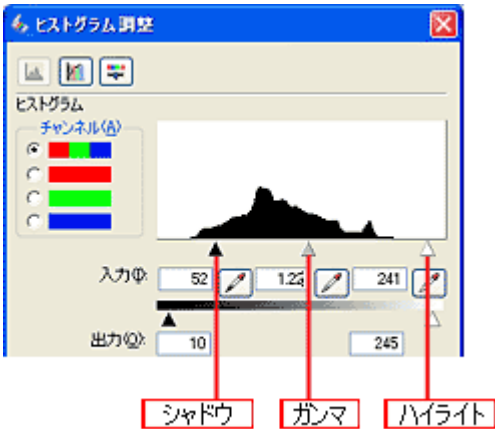 ヒストグラム調整
ヒストグラム
チャンネル(A)
入力(I): 52 1.22 241
出力(O): 10 245
シャドウ ガンマ ハイライト